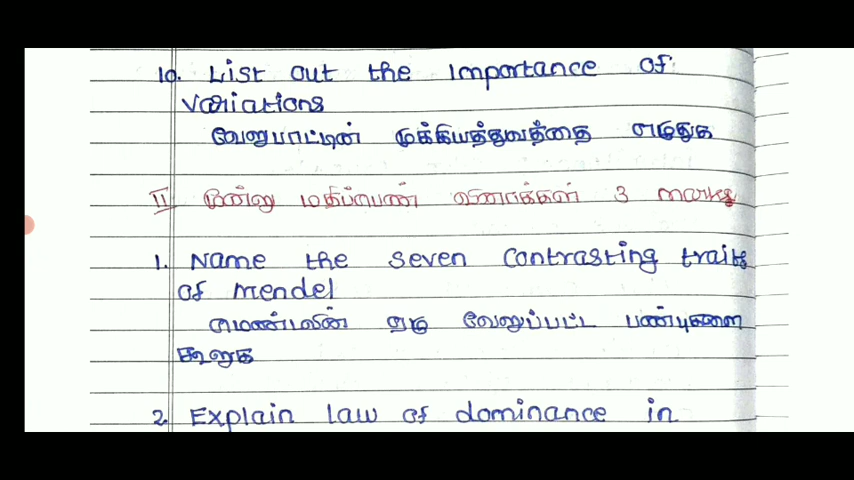 10. List out the importance of
variations
வேறுபாட்டின் முக்கியத்துவத்தை எழுதுக
II மூன்று மதிப்பெண் வினாக்கள் 3 marks
1. Name the seven contrasting traits
of mendel
மெண்டலின் ஏழு வேறுப்பட்ட பண்புகளை
கூறுக
2. Explain law of dominance in